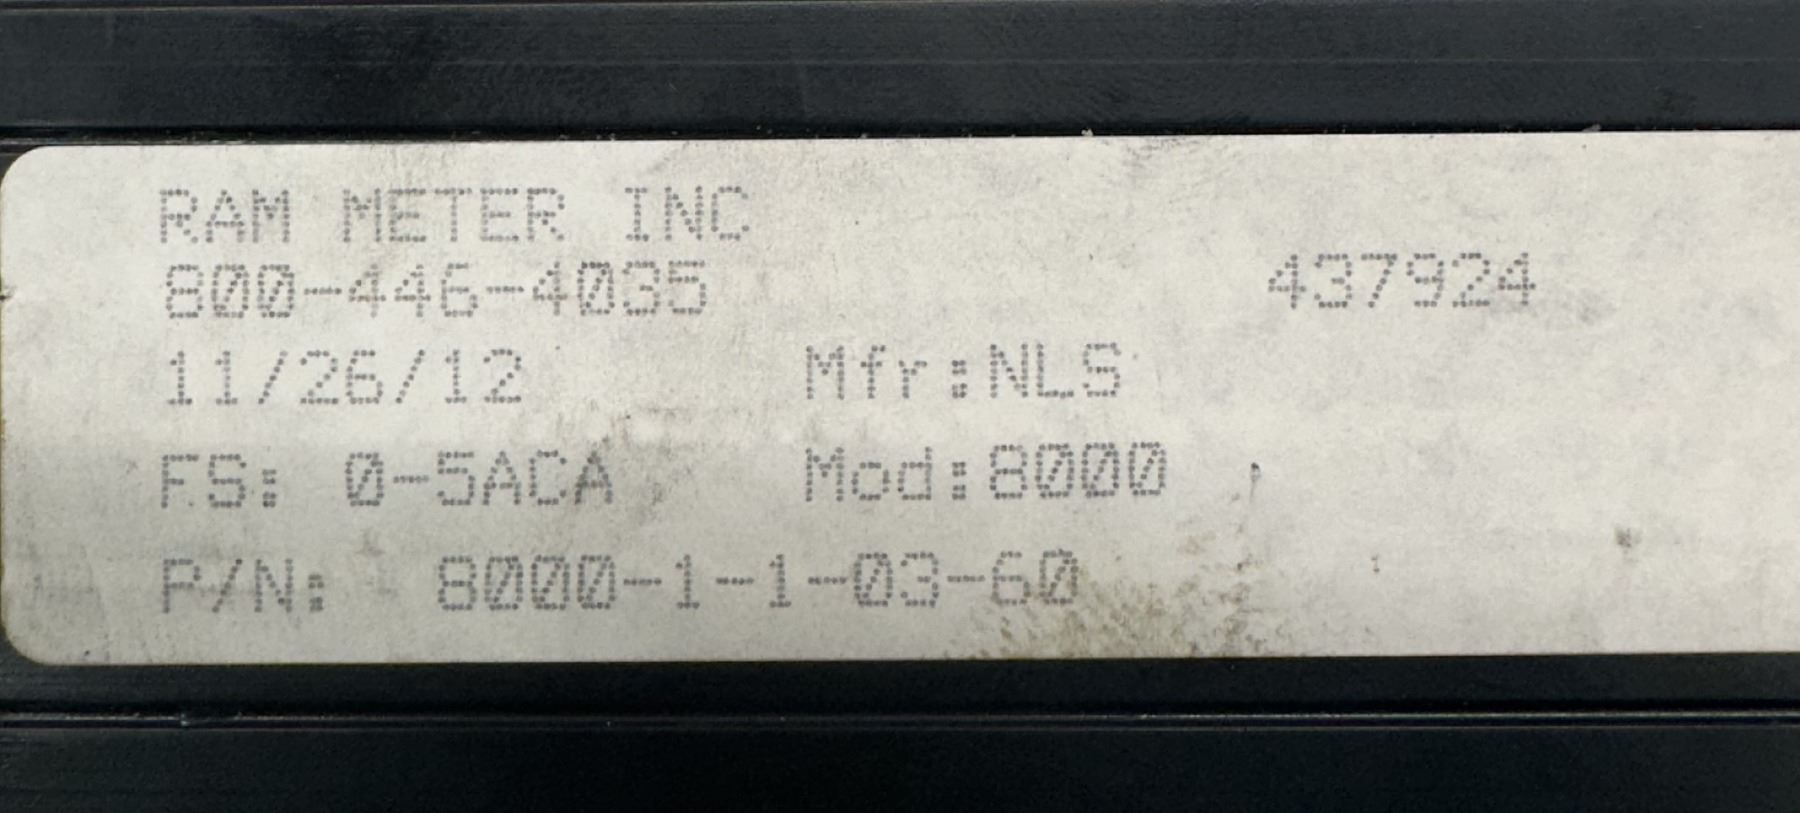 RAM METER INC
800-446-4035 437924
11/26/12 Mfr:NLS
FS: 0-5ACA Mod:8000
P/N: 8000-1-1-03-60